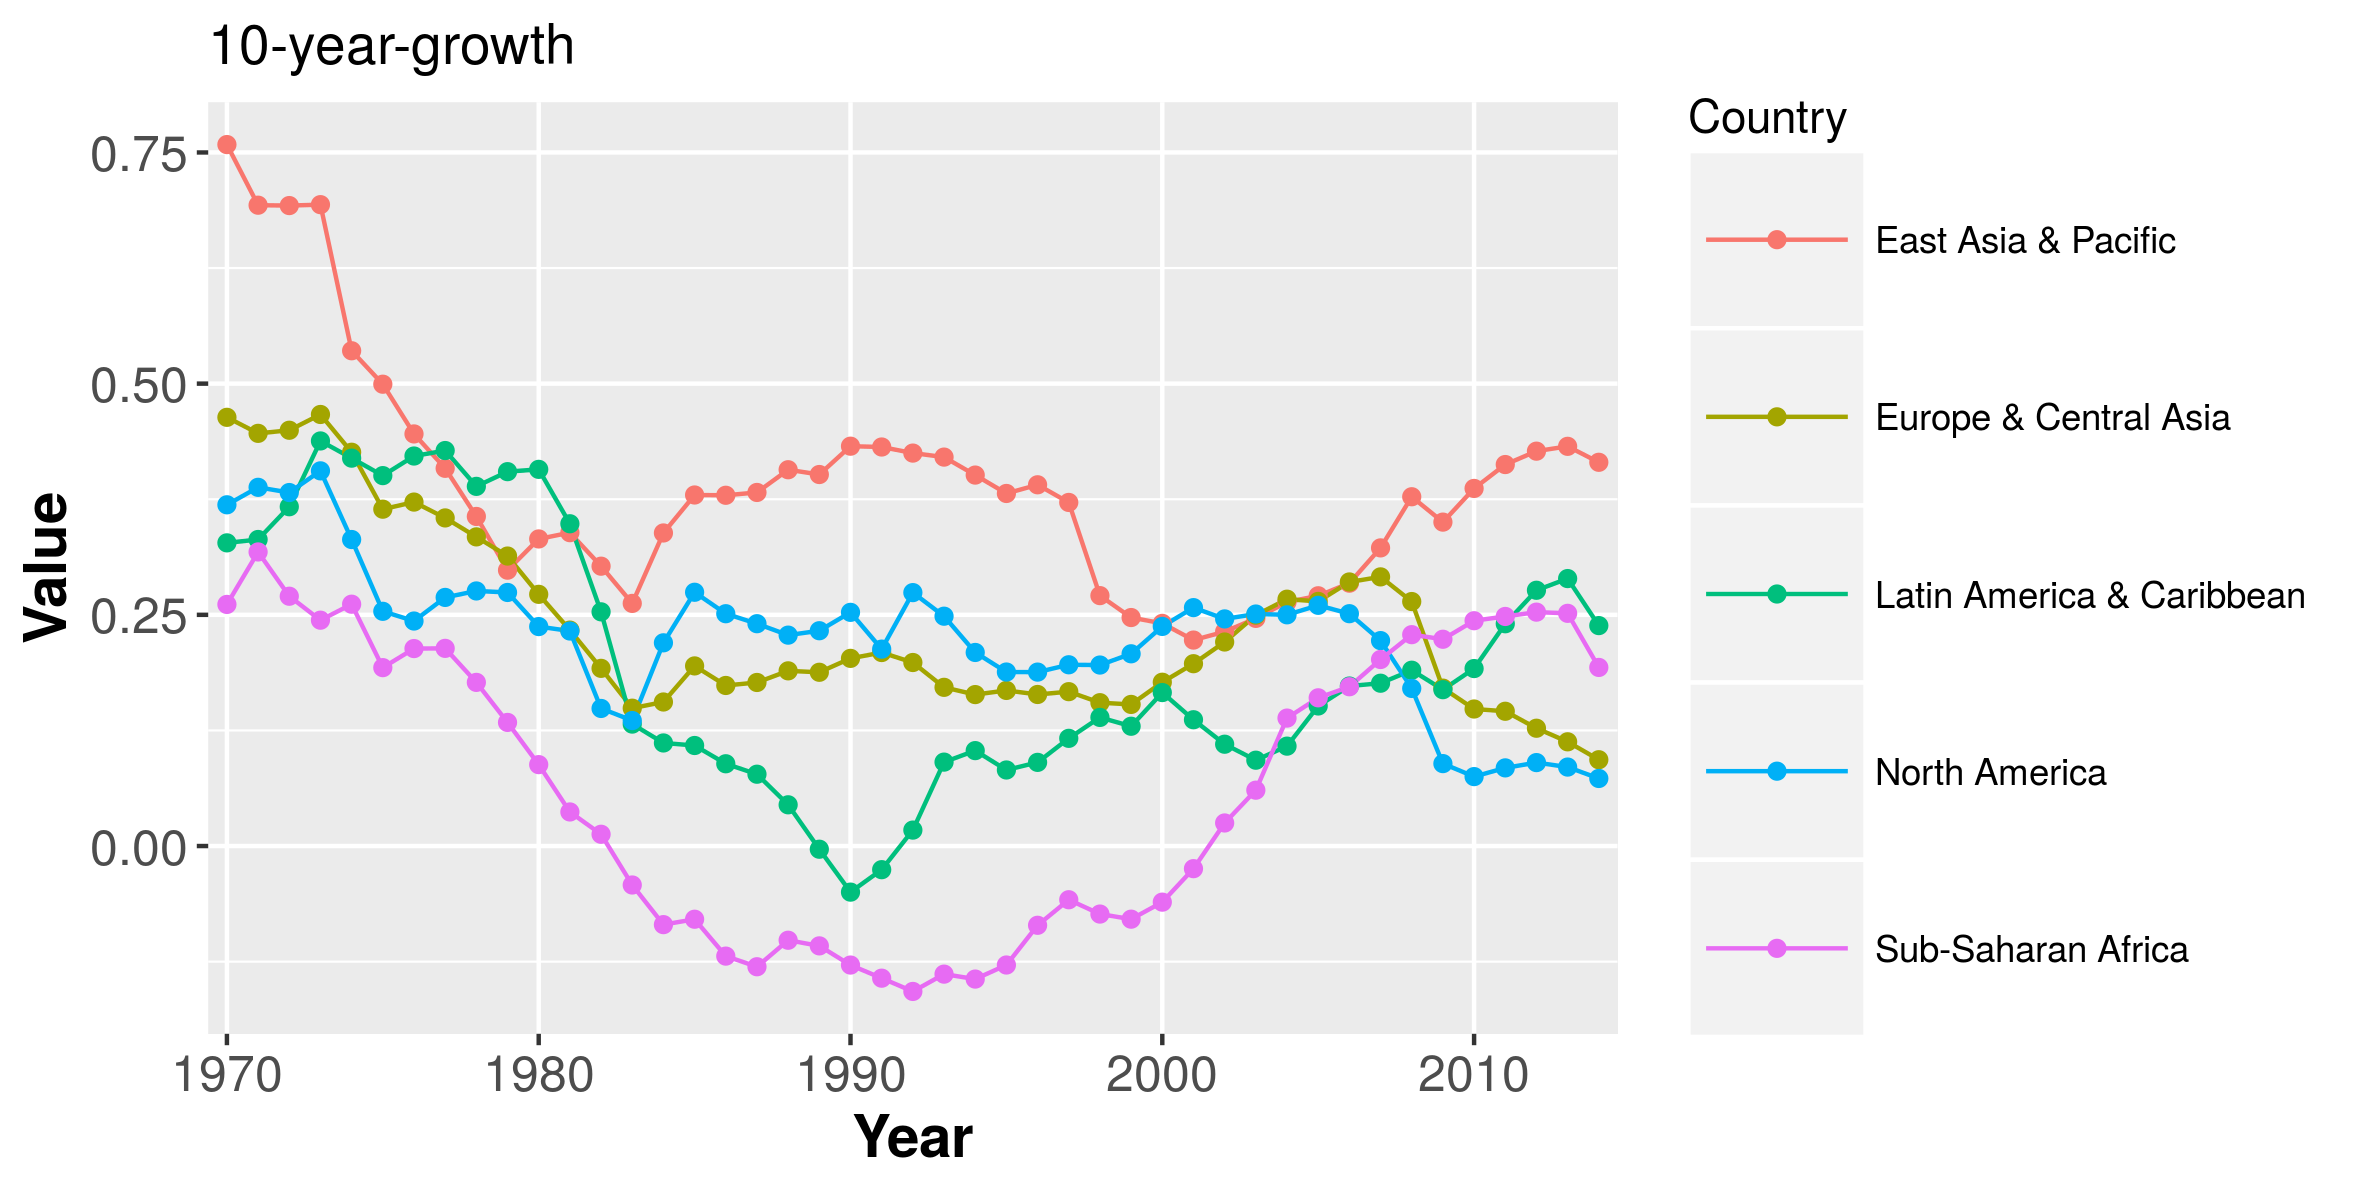 10-year-growth
Value
0.75
0.50
0.25
0.00
1970
1980
1990
2000
2010
Year
Country
East Asia & Pacific
Europe & Central Asia
Latin America & Caribbean
North America
Sub-Saharan Africa